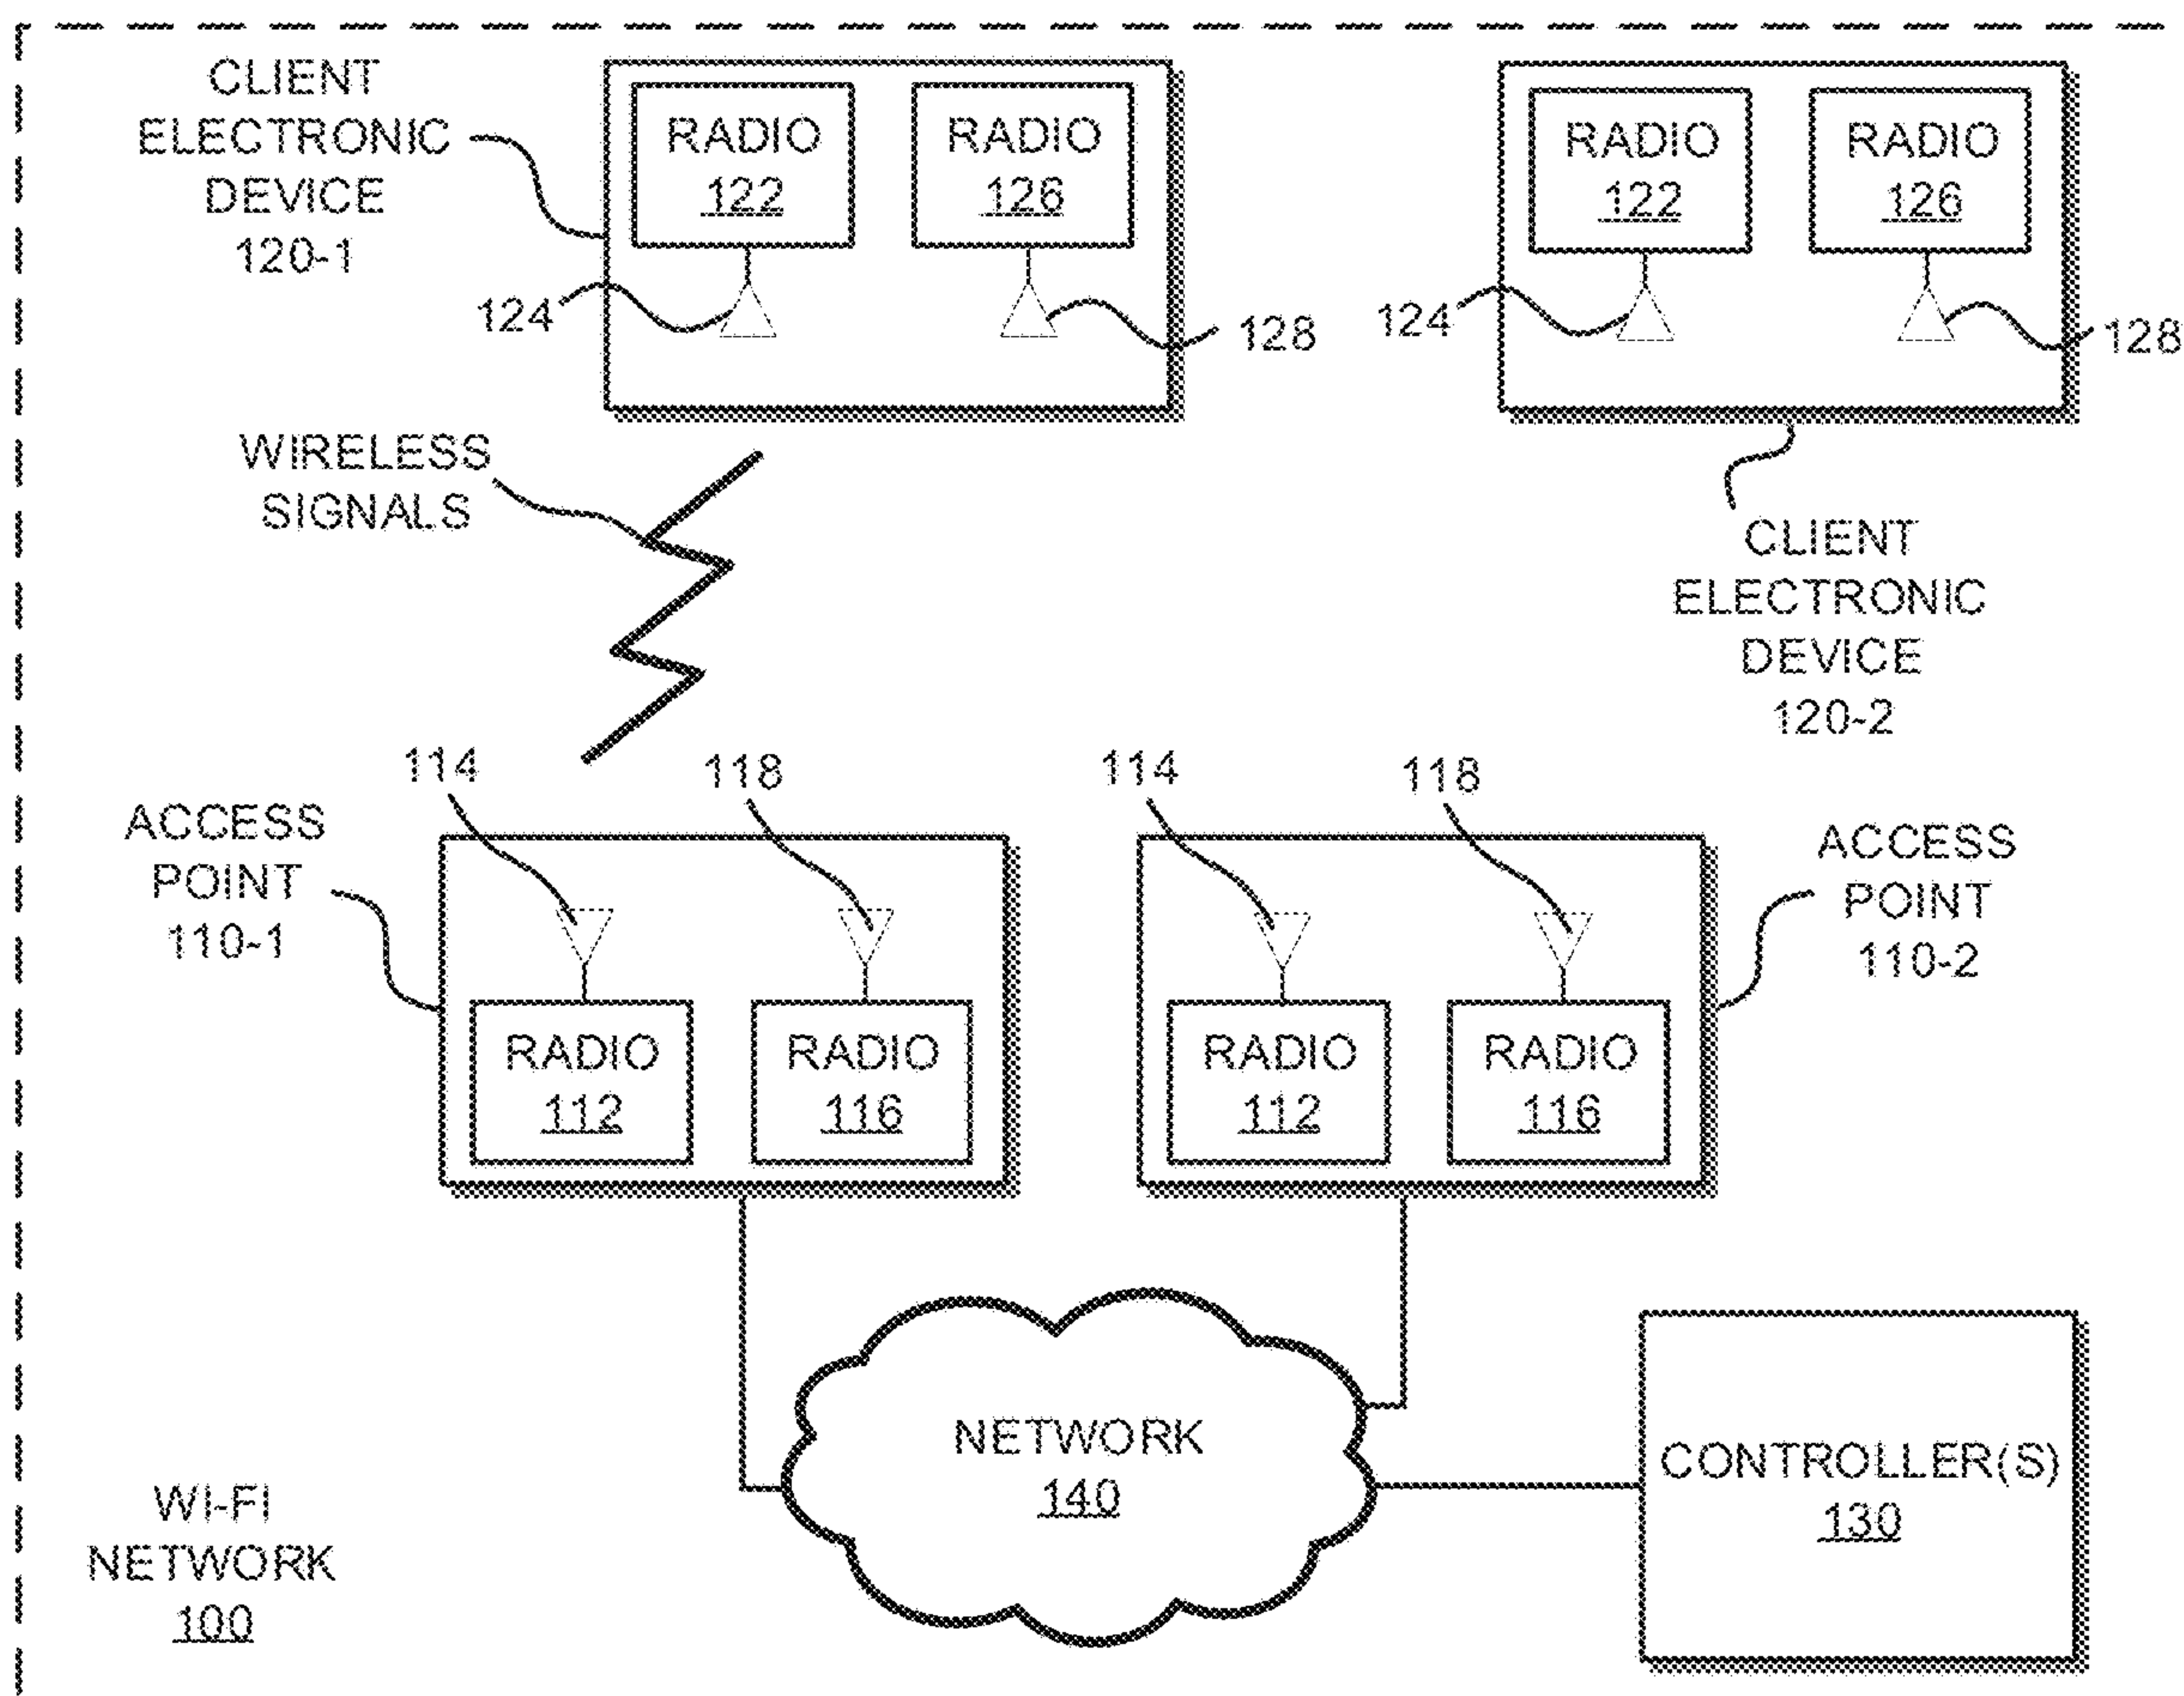 CLIENT
ELECTRONIC
DEVICE
120-1
RADIO
122
RADIO
126
124
128
RADIO
122
RADIO
126
124
128
CLIENT
ELECTRONIC
DEVICE
120-2
WIRELESS
SIGNALS
114
118
ACCESS
POINT
110-1
RADIO
112
RADIO
116
114
118
ACCESS
POINT
110-2
RADIO
112
RADIO
116
NETWORK
140
CONTROLLER(S)
130
WI-FI
NETWORK
100